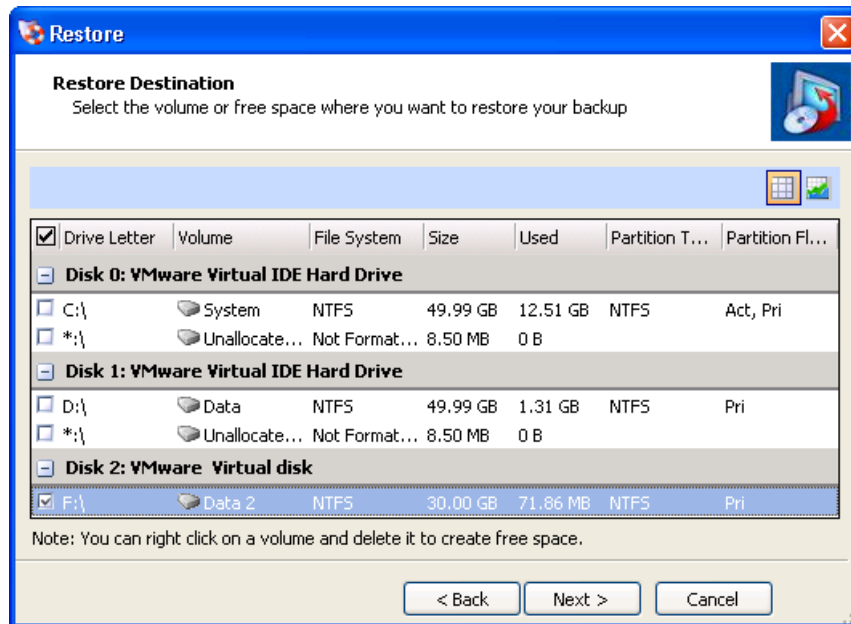 Restore
Restore Destination
Select the volume or free space where you want to restore your backup
Drive Letter Volume File System Size Used Partition T... Partition Fl...
Disk 0: VMware Virtual IDE Hard Drive
C:\ System NTFS 49.99 GB 12.51 GB NTFS Act, Pri
*:\ Unallocate... Not Format... 8.50 MB 0 B
Disk 1: VMware Virtual IDE Hard Drive
D:\ Data NTFS 49.99 GB 1.31 GB NTFS Pri
*:\ Unallocate... Not Format... 8.50 MB 0 B
Disk 2: VMware Virtual disk
F:\ Data 2 NTFS 30.00 GB 71.86 MB NTFS Pri
Note: You can right click on a volume and delete it to create free space.
< Back Next > Cancel